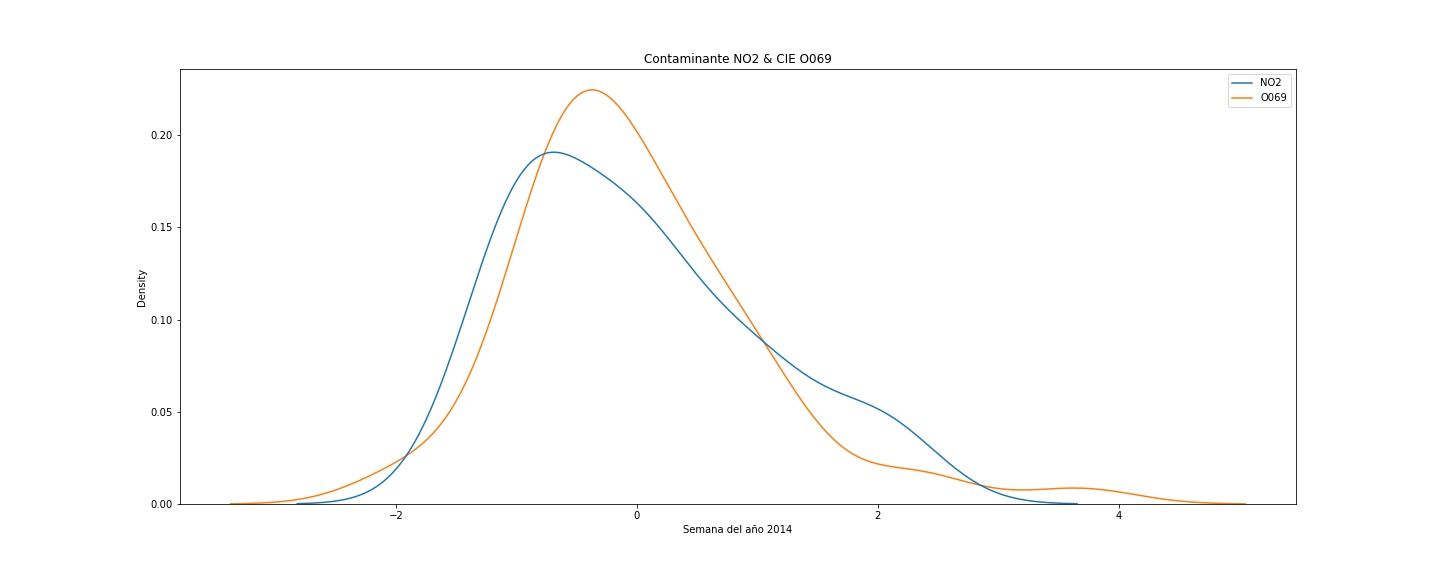 Contaminante NO2 & CIE O069
NO2
O069
0.20
0.15
0.10
0.05
0.00
Density
−2
0
2
4
Semana del año 2014